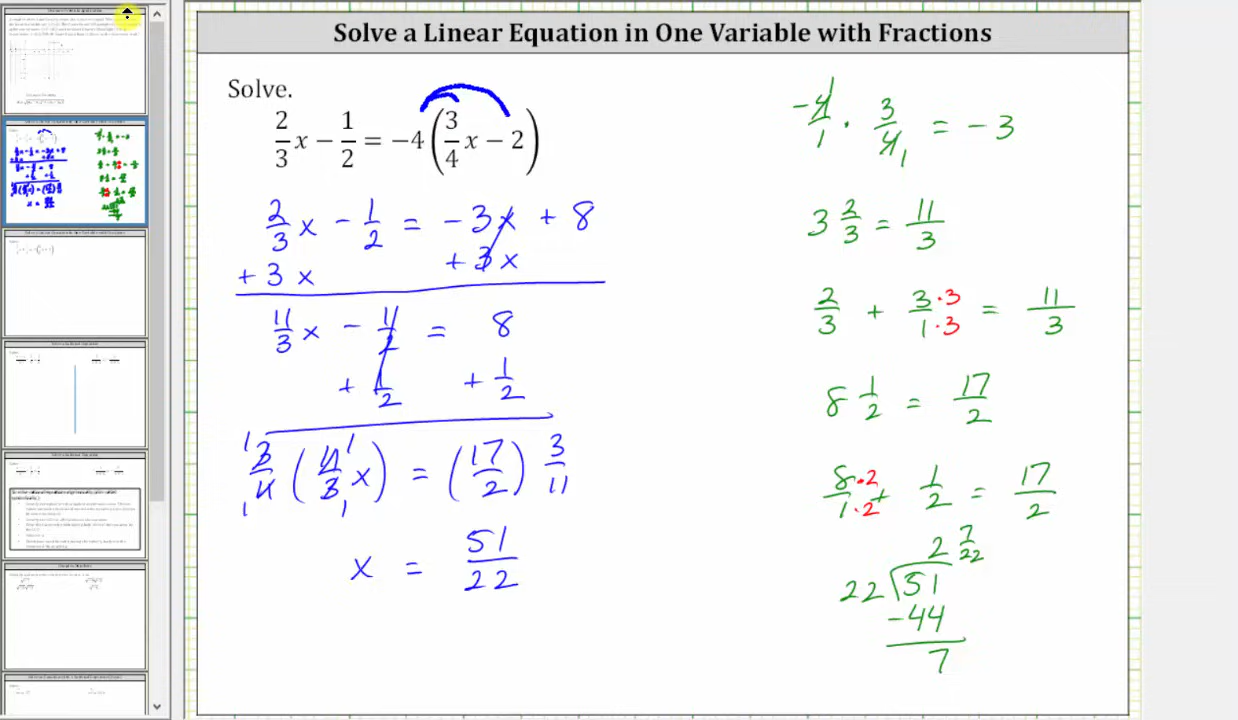 Solve a Linear Equation in One Variable with Fractions
Solve.
2/3 x − 1/2 = −4(3/4 x − 2)
2/3 x − 1/2 = −3x + 8
+ 3x + 3x
11/3 x − 1/2 = 8
+ 1/2 + 1/2
3/11 (11/3 x) = (17/2) 3/11
x = 51/22
−4/1 · 3/4 = −3
3 2/3 = 11/3
2/3 + 3·3/1·3 = 11/3
8 1/2 = 17/2
8·2/1·2 + 1/2 = 17/2
2 7/22
22 51
−44
7